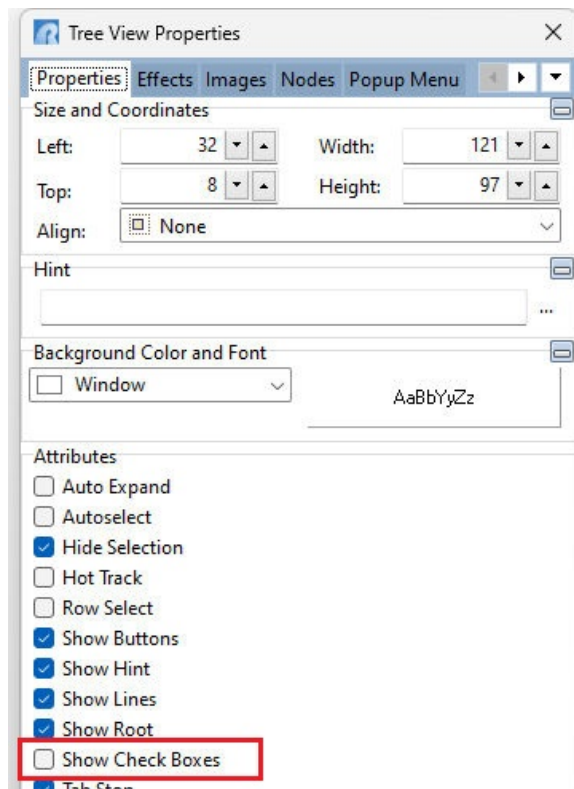 Tree View Properties
Properties Effects Images Nodes Popup Menu
Size and Coordinates
Left: 32 Width: 121
Top: 8 Height: 97
Align: None
Hint
...
Background Color and Font
Window AaBbYyZz
Attributes
Auto Expand
Autoselect
Hide Selection
Hot Track
Row Select
Show Buttons
Show Hint
Show Lines
Show Root
Show Check Boxes
Tab Stop